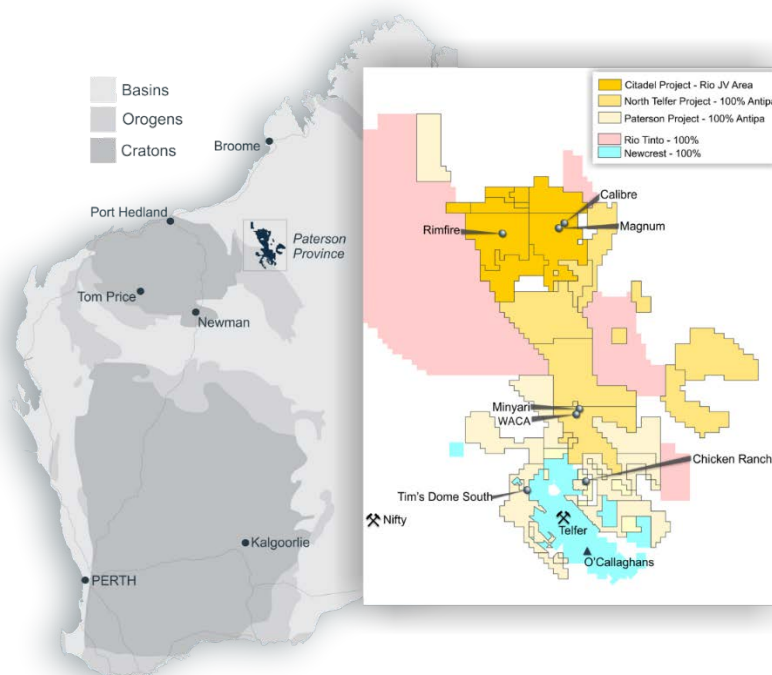 Basins
Orogens
Cratons
Broome
Port Hedland
Paterson
Province
Tom Price
Newman
Kalgoorlie
PERTH
Citadel Project - Rio JV Area
North Telfer Project - 100% Antipa
Paterson Project - 100% Antipa
Rio Tinto - 100%
Newcrest - 100%
Calibre
Rimfire
Magnum
Minyari
WACA
Chicken Ranch
Tim's Dome South
Nifty
Telfer
O'Callaghans